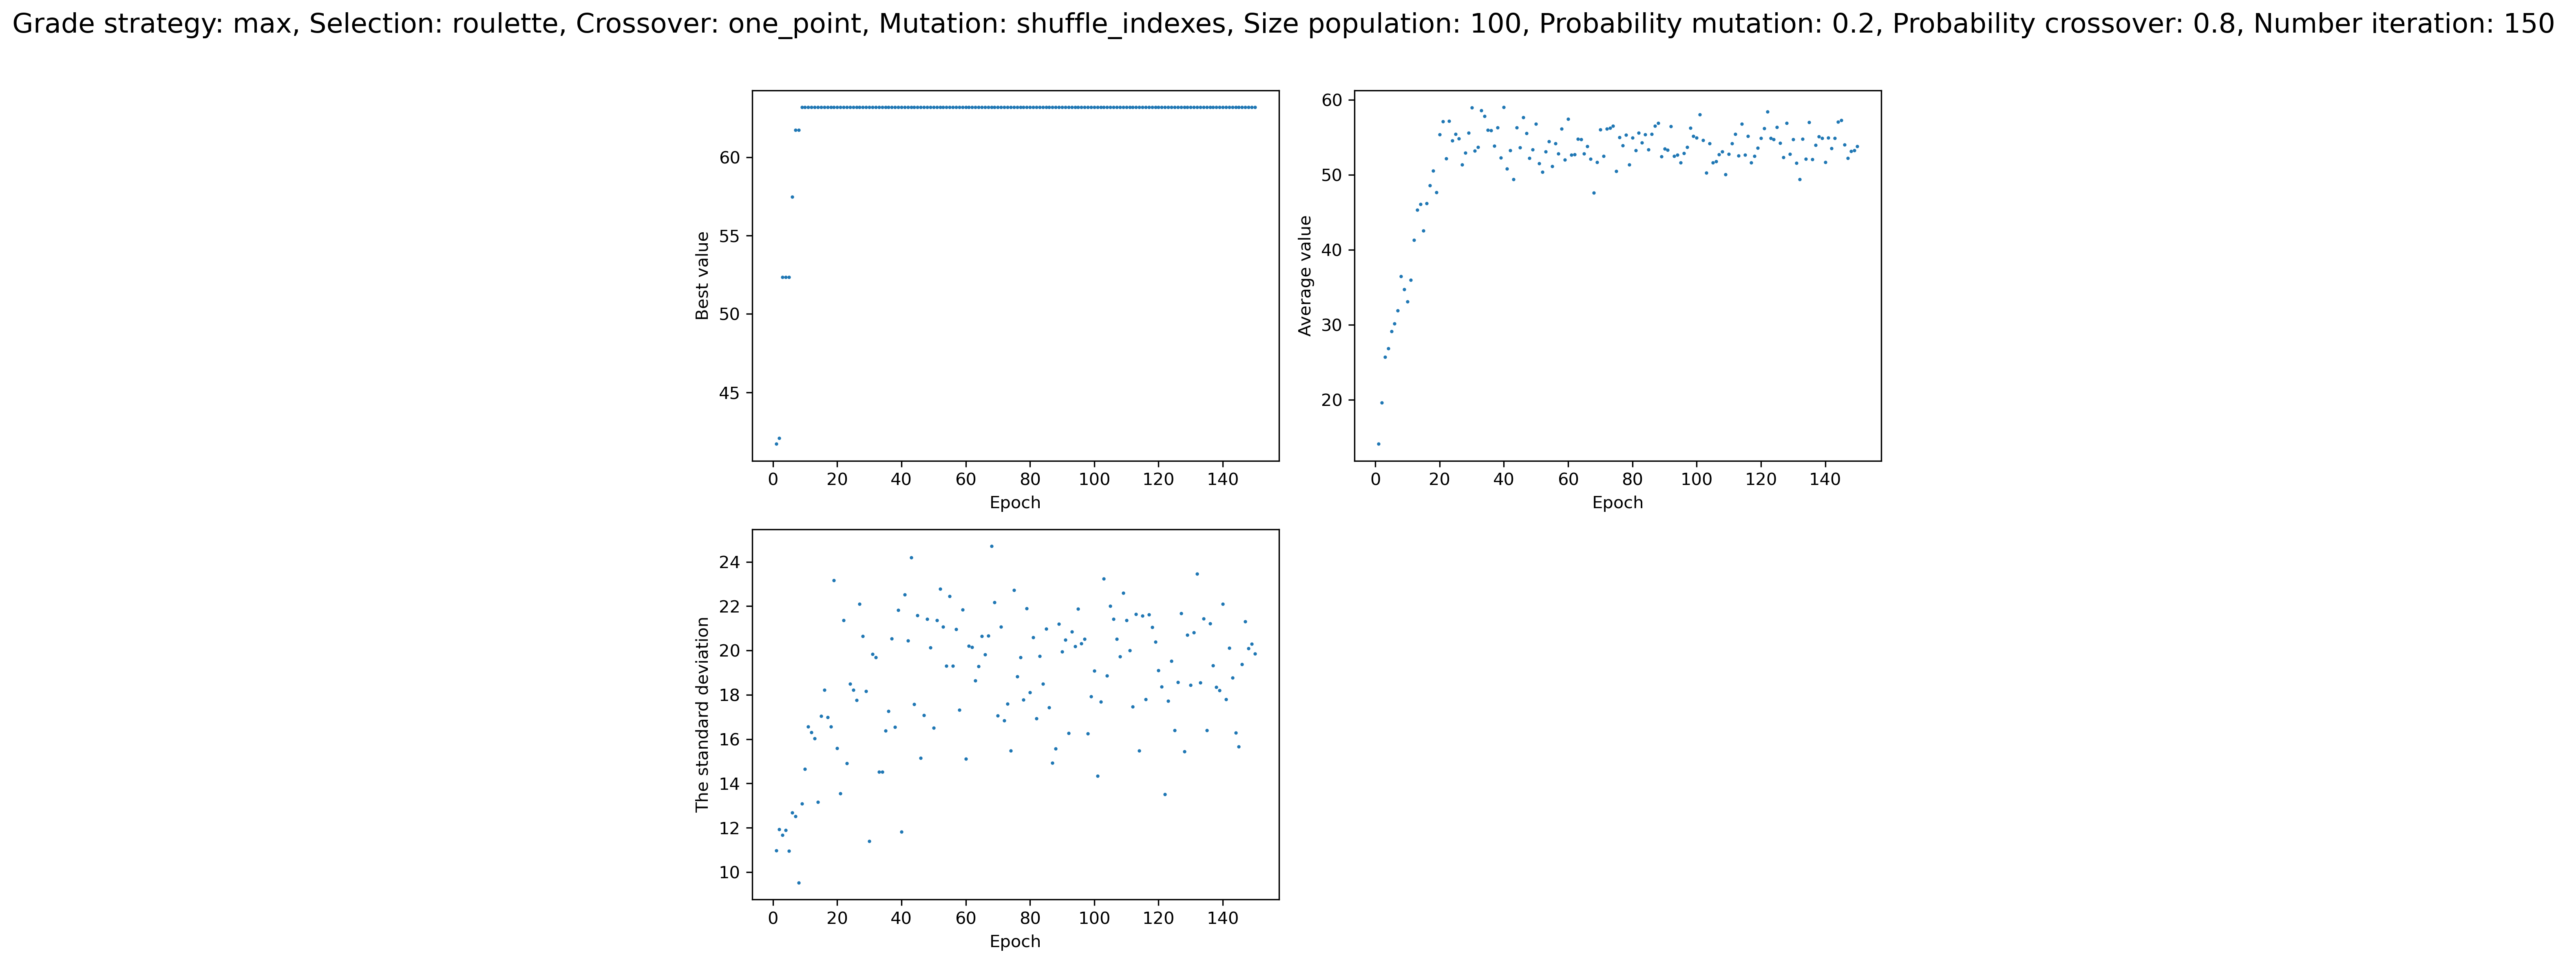 Grade strategy: max, Selection: roulette, Crossover: one_point, Mutation: shuffle_indexes, Size population: 100, Probability mutation: 0.2, Probability crossover: 0.8, Number iteration: 150
Best value
60
55
50
45
0 20 40 60 80 100 120 140
Epoch
Average value
60
50
40
30
20
0 20 40 60 80 100 120 140
Epoch
The standard deviation
24
22
20
18
16
14
12
10
0 20 40 60 80 100 120 140
Epoch